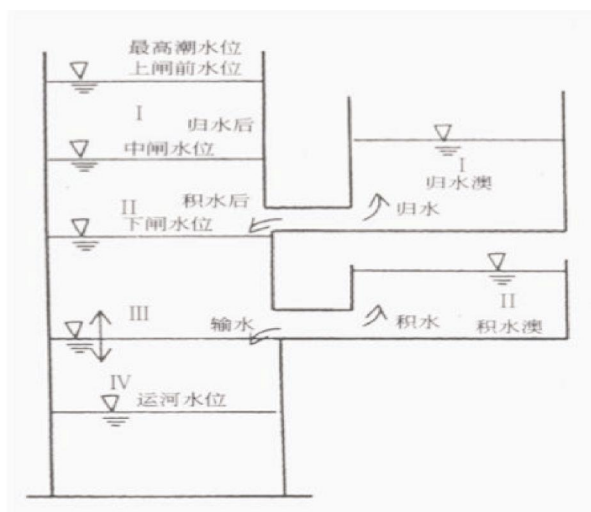 最高潮水位
上闸前水位
I
归水后
中闸水位
I
归水澳
II
积水后
归水
下闸水位
II
III
输水
积水
积水澳
IV
运河水位